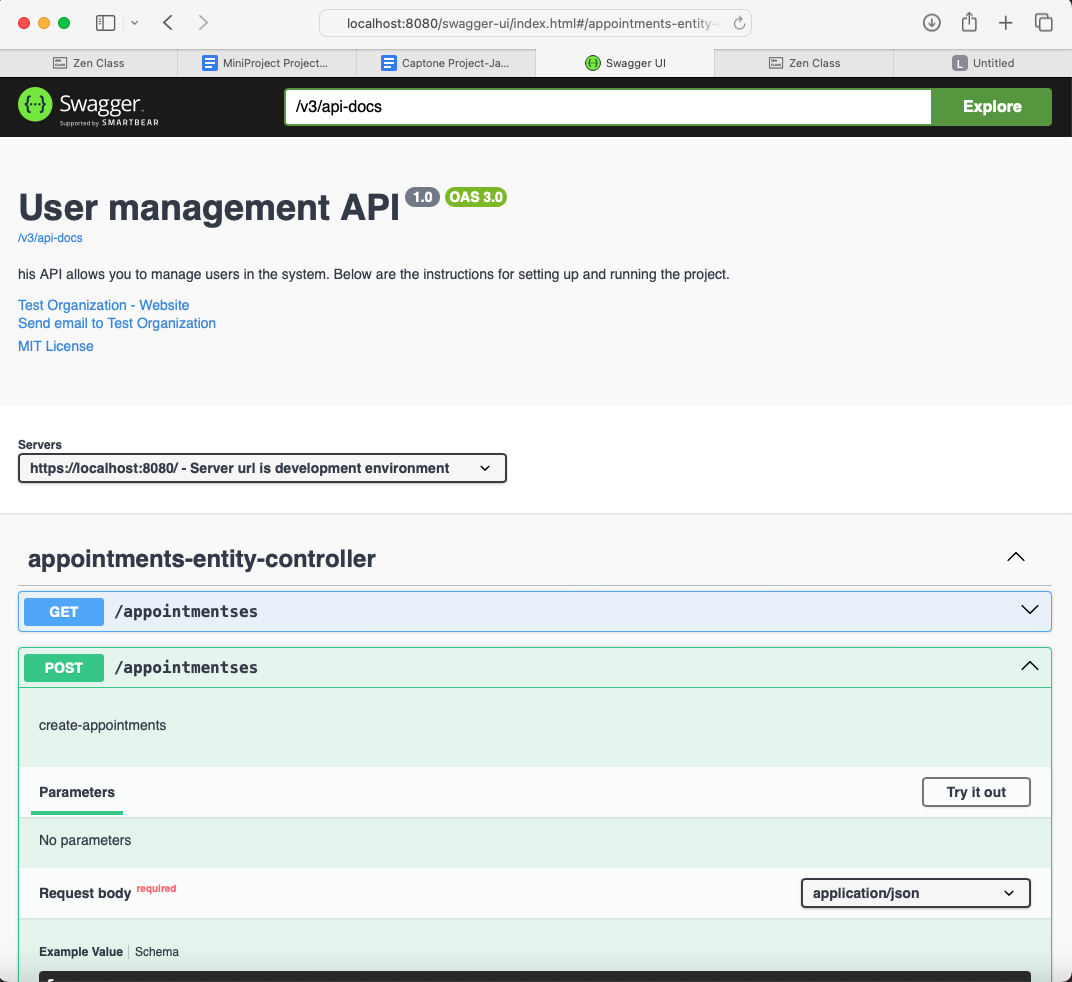 localhost:8080/swagger-ui/index.html#/appointments-entity-
Zen Class
MiniProject Project...
Captone Project-Ja...
Swagger UI
Zen Class
L Untitled
Swagger.
Supported by SMARTBEAR
/v3/api-docs
Explore
User management API 1.0 OAS 3.0
/v3/api-docs
his API allows you to manage users in the system. Below are the instructions for setting up and running the project.
Test Organization - Website
Send email to Test Organization
MIT License
Servers
https://localhost:8080/ - Server url is development environment
appointments-entity-controller
GET /appointmentses
POST /appointmentses
create-appointments
Parameters
Try it out
No parameters
Request body required
application/json
Example Value | Schema